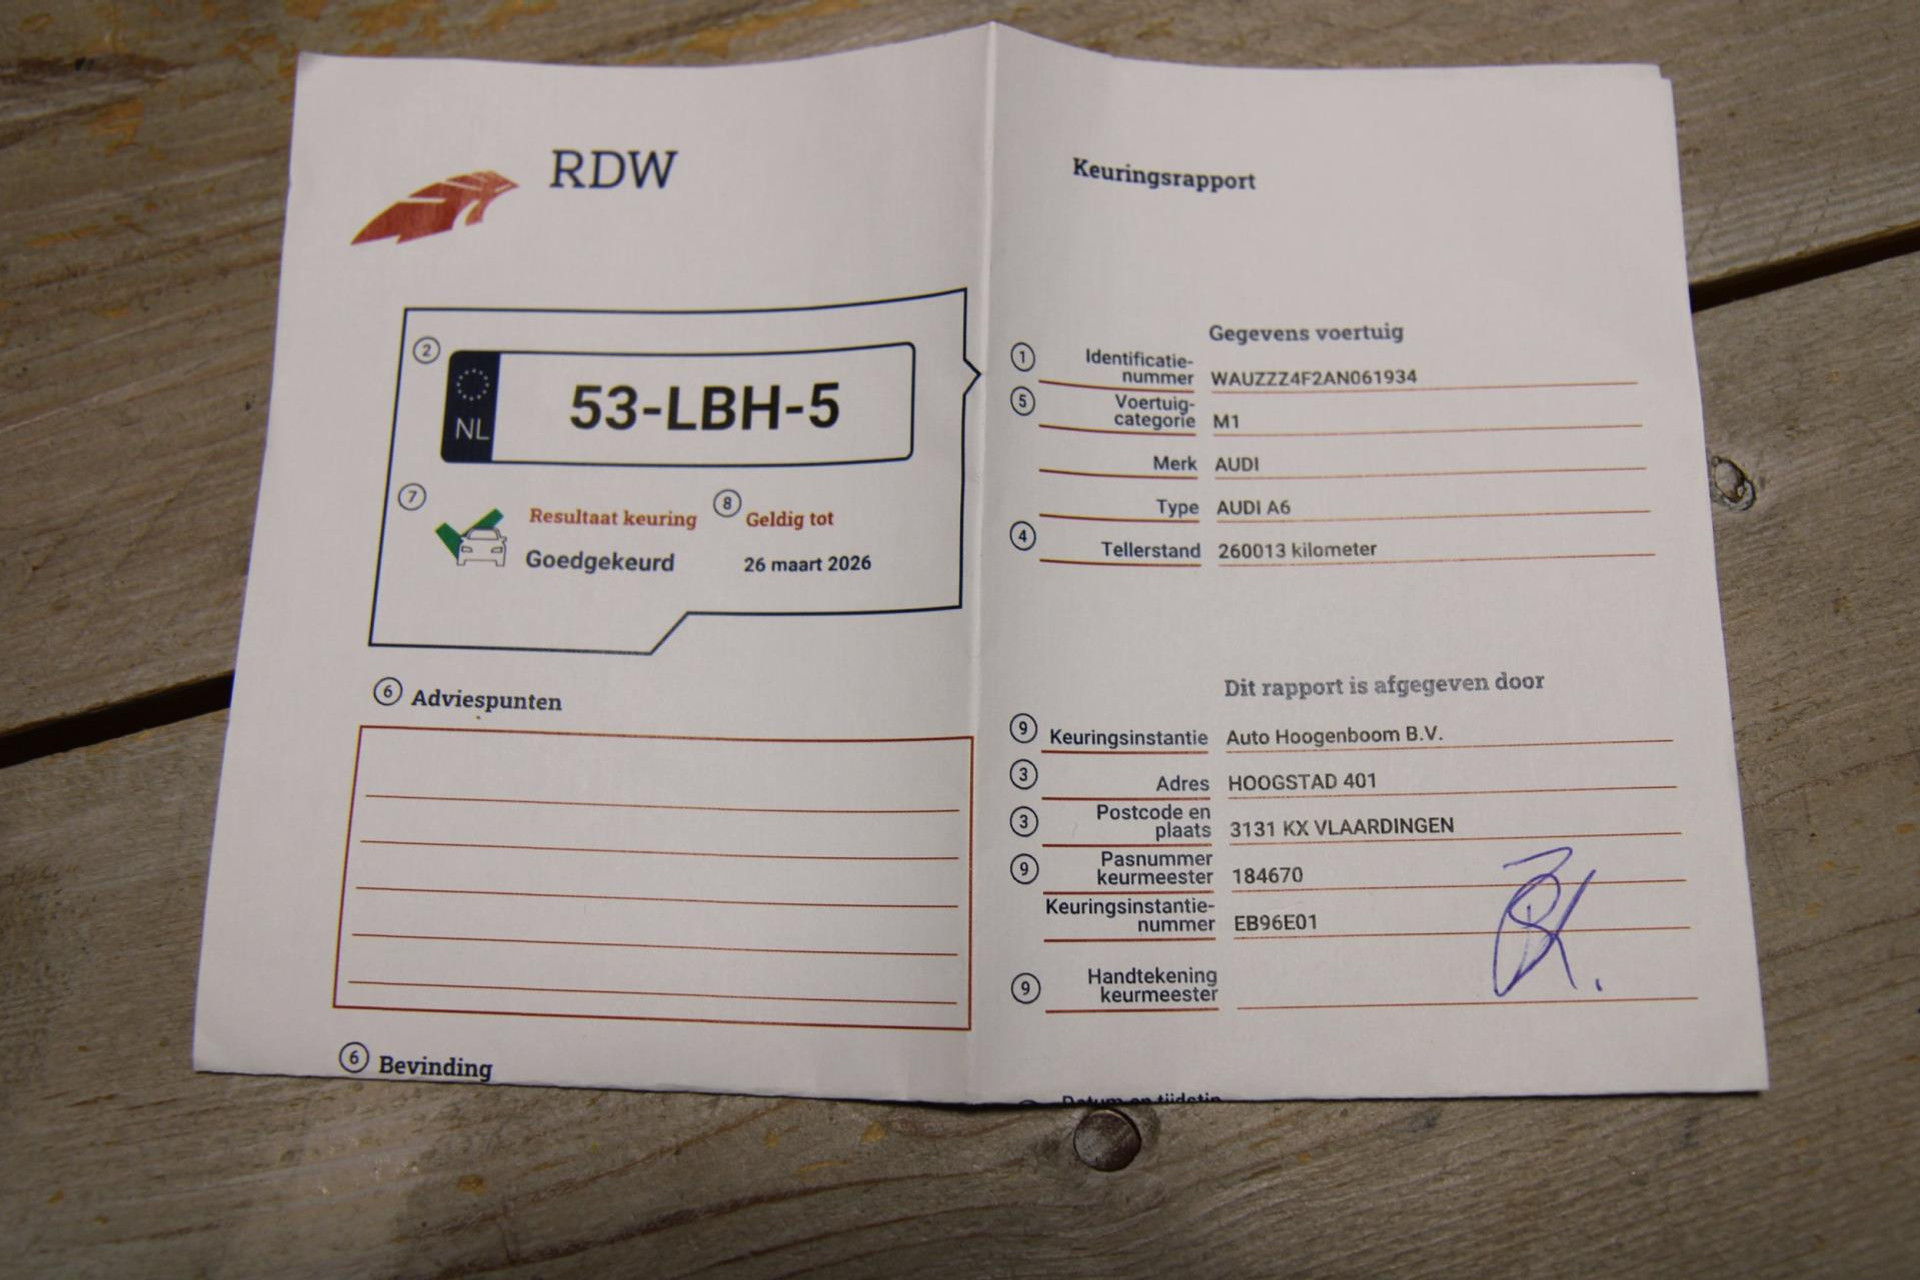 RDW
2
NL
53-LBH-5
7
Resultaat keuring
Goedgekeurd
8
Geldig tot
26 maart 2026
6 Adviespunten
6 Bevinding
Keuringsrapport
Gegevens voertuig
1 Identificatie-
nummer WAUZZZ4F2AN061934
5 Voertuig-
categorie M1
Merk AUDI
Type AUDI A6
4 Tellerstand 260013 kilometer
Dit rapport is afgegeven door
9 Keuringsinstantie Auto Hoogenboom B.V.
3 Adres HOOGSTAD 401
3 Postcode en
plaats 3131 KX VLAARDINGEN
9 Pasnummer
keurmeester 184670
Keuringsinstantie-
nummer EB96E01
9 Handtekening
keurmeester
Datum en tijdstip